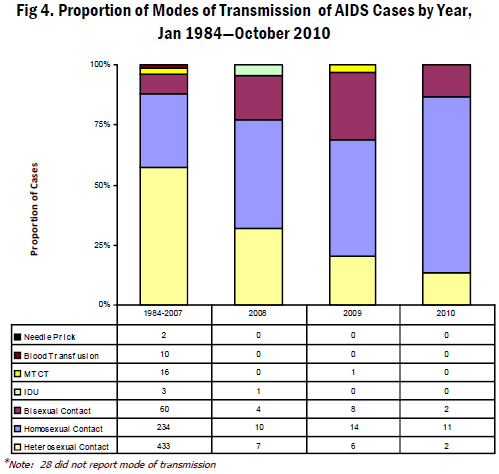 Fig 4. Proportion of Modes of Transmission of AIDS Cases by Year,
Jan 1984—October 2010
Proportion of Cases
100%
75%
50%
25%
0%
1984-2007 2008 2009 2010
Needle Prick 2 0 0 0
Blood Transfusion 10 0 0 0
MTCT 16 0 1 0
IDU 3 1 0 0
Bisexual Contact 60 4 8 2
Homosexual Contact 234 10 14 11
Heterosexual Contact 433 7 6 2
*Note: 28 did not report mode of transmission